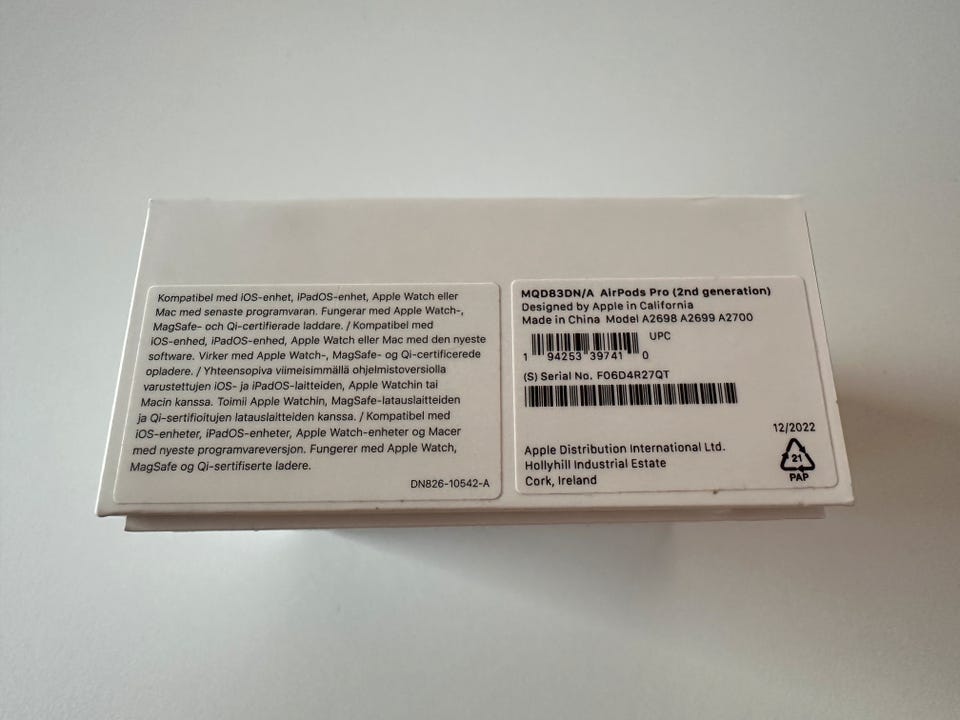 Kompatibel med iOS-enhet, iPadOS-enhet, Apple Watch eller
Mac med senaste programvaran. Fungerar med Apple Watch-,
MagSafe- och Qi-certifierade laddare. / Kompatibel med
iOS-enhed, iPadOS-enhed, Apple Watch eller Mac med den nyeste
software. Virker med Apple Watch-, MagSafe- og Qi-certificerede
opladere. / Yhteensopiva viimeisimmällä ohjelmistoversiolla
varustettujen iOS- ja iPadOS-laitteiden, Apple Watchin tai
Macin kanssa. Toimii Apple Watchin, MagSafe-latauslaitteiden
ja Qi-sertifioitujen latauslaitteiden kanssa. / Kompatibel med
iOS-enheter, iPadOS-enheter, Apple Watch-enheter og Macer
med nyeste programvareversjon. Fungerer med Apple Watch,
MagSafe og Qi-sertifiserte ladere.
DN826-10542-A
MQD83DN/A AirPods Pro (2nd generation)
Designed by Apple in California
Made in China Model A2698 A2699 A2700
UPC
1 94253 39741 0
(S) Serial No. F06D4R27QT
12/2022
Apple Distribution International Ltd.
Hollyhill Industrial Estate
Cork, Ireland
21
PAP